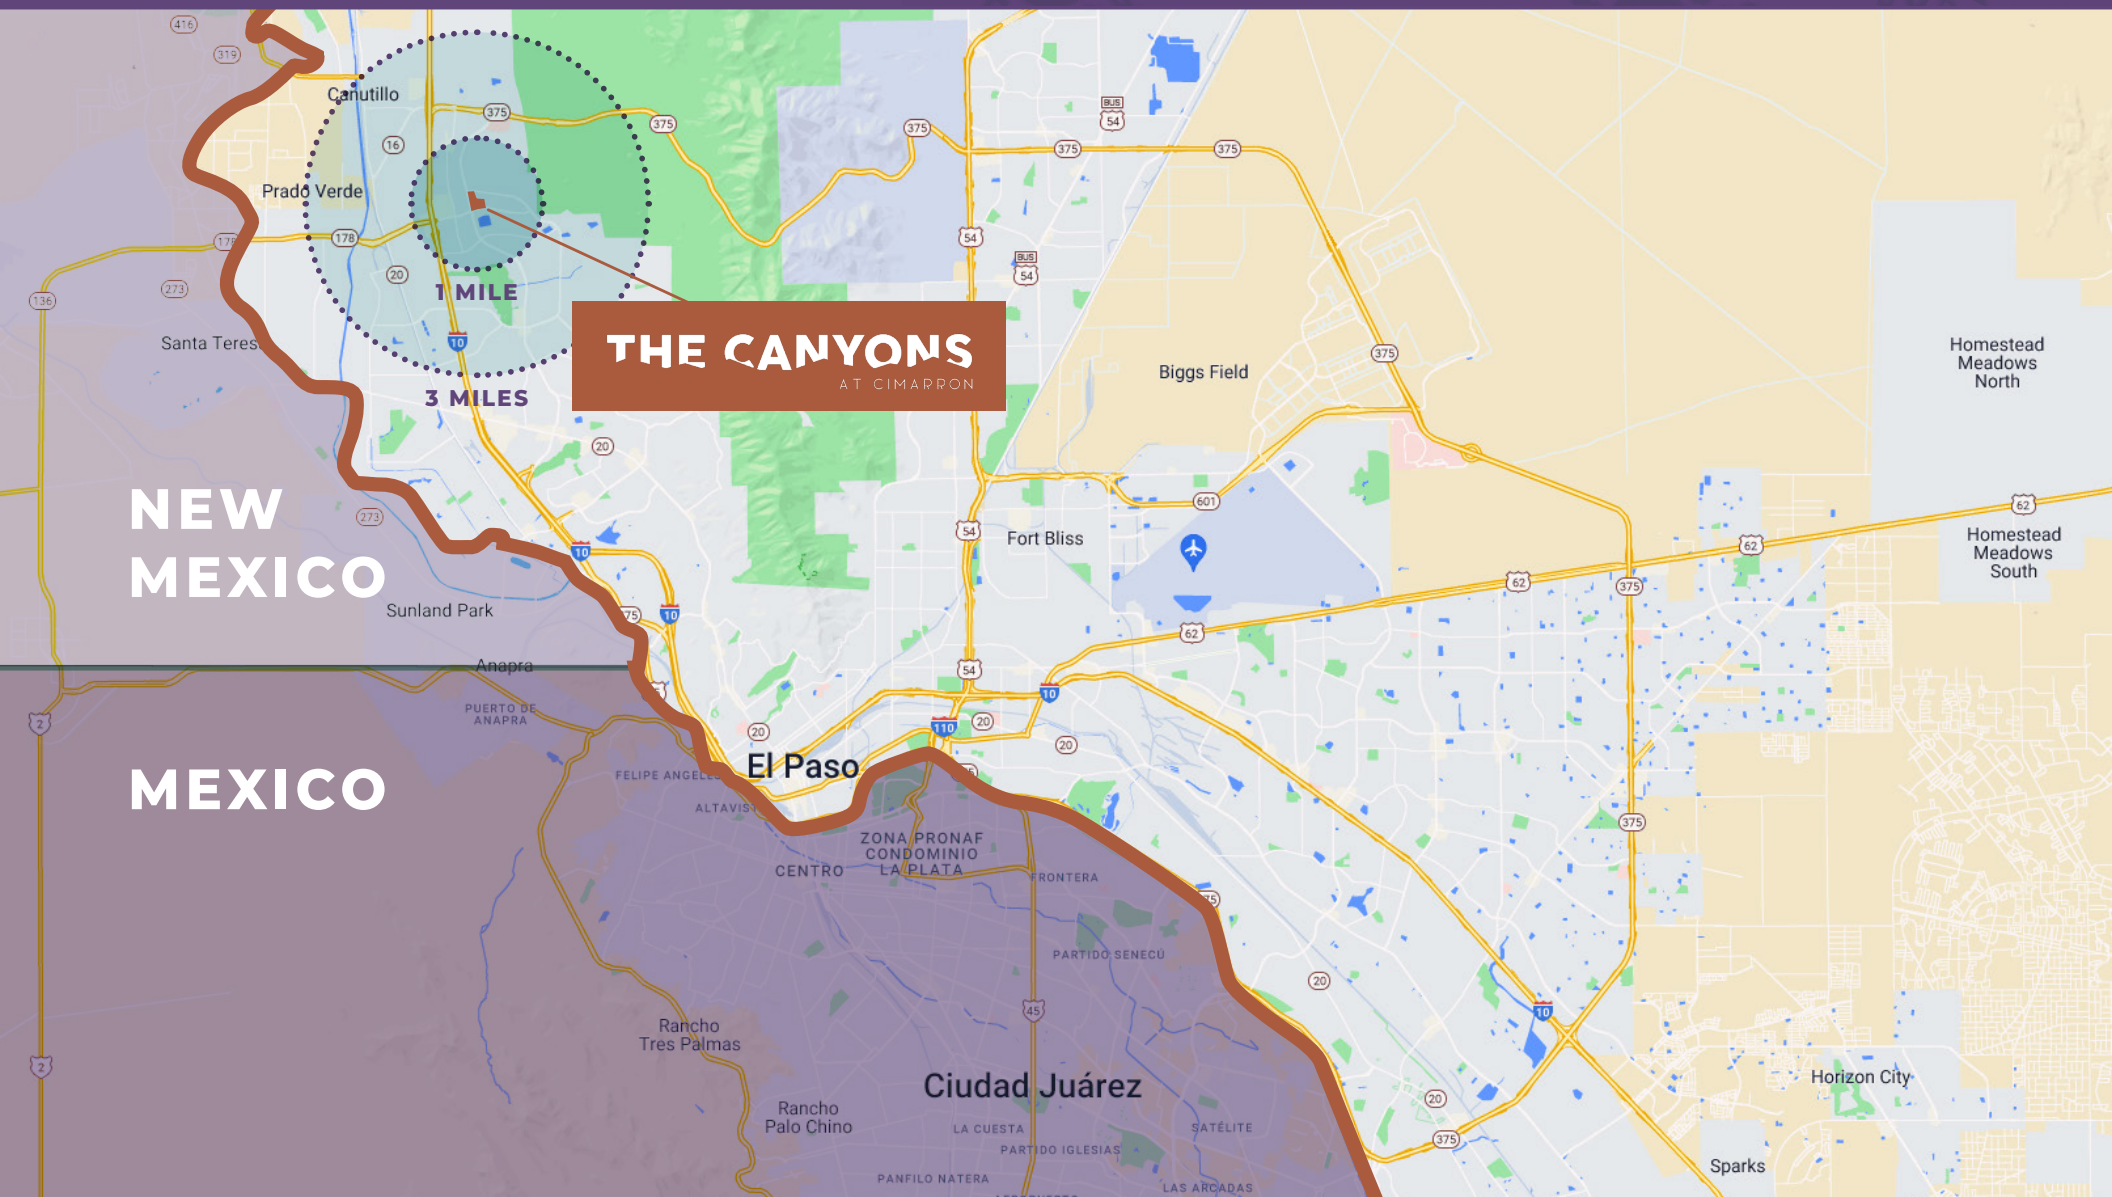 416
319
Canutillo
375
375
16
375
BUS
54
375
375
Prado Verde
178
178
54
20
BUS
54
273
136
1 MILE
10
Santa Teres
THE CANYONS
AT CIMARRON
3 MILES
375
Biggs Field
Homestead
Meadows
North
20
NEW
MEXICO
273
601
62
54
Fort Bliss
10
62
Homestead
Meadows
South
62
375
Sunland Park
75
10
62
Anapra
54
10
2
PUERTO DE
ANAPRA
20
110
20
20
El Paso
MEXICO
FELIPE ANGELES
ALTAVIS
375
ZONA PRONAF
CONDOMINIO
LA PLATA
CENTRO
FRONTERA
75
PARTIDO SENECÚ
20
45
10
Rancho
Tres Palmas
2
Ciudad Juárez
Horizon City
20
Rancho
Palo Chino
LA CUESTA
SATÉLITE
375
PARTIDO IGLESIAS
Sparks
PANFILO NATERA
LAS ARCADAS